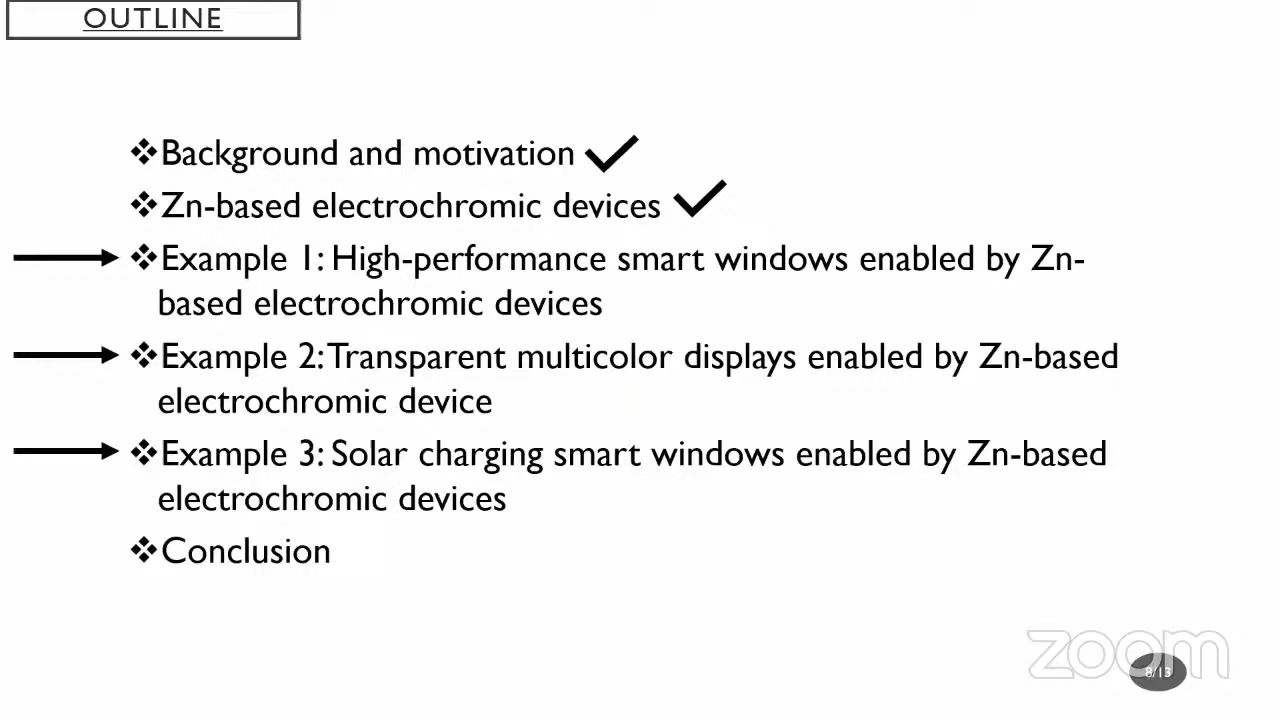 OUTLINE
❖Background and motivation ✓
❖Zn-based electrochromic devices ✓
❖Example 1: High-performance smart windows enabled by Zn-
based electrochromic devices
❖Example 2: Transparent multicolor displays enabled by Zn-based
electrochromic device
❖Example 3: Solar charging smart windows enabled by Zn-based
electrochromic devices
❖Conclusion
zoom
8/13